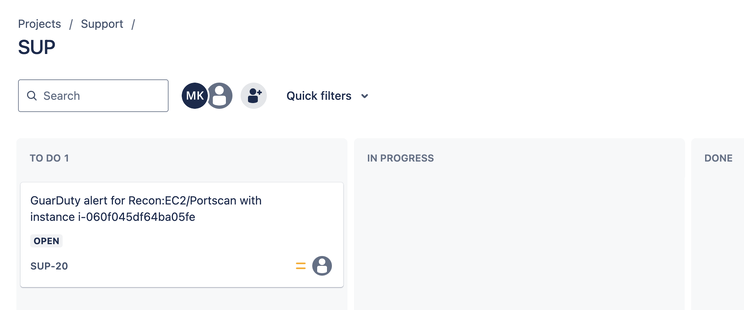 Projects / Support /
SUP
Search
MK
Quick filters
TO DO 1
IN PROGRESS
DONE
GuarDuty alert for Recon:EC2/Portscan with
instance i-060f045df64ba05fe
OPEN
SUP-20